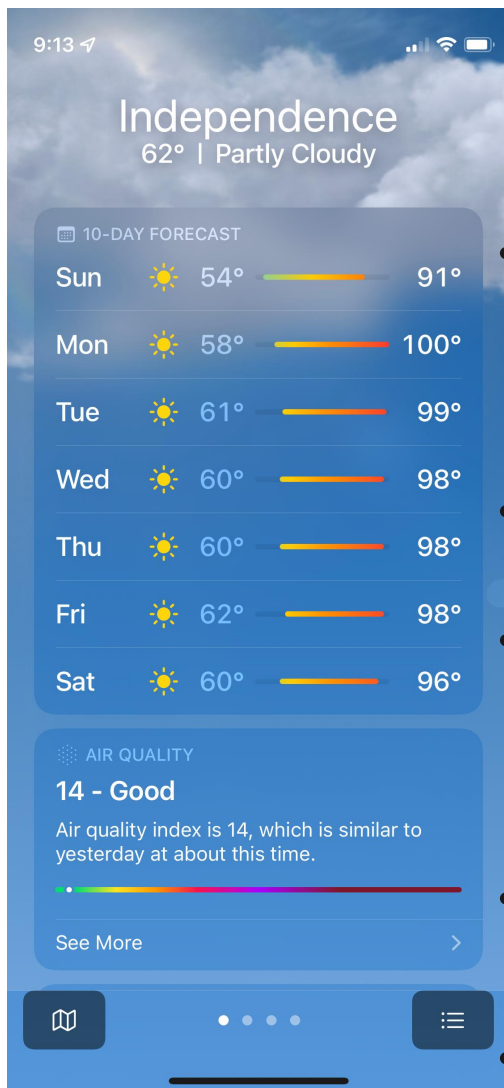 9:13
Independence
62° | Partly Cloudy
10-DAY FORECAST
Sun 54° 91°
Mon 58° 100°
Tue 61° 99°
Wed 60° 98°
Thu 60° 98°
Fri 62° 98°
Sat 60° 96°
AIR QUALITY
14 - Good
Air quality index is 14, which is similar to
yesterday at about this time.
See More